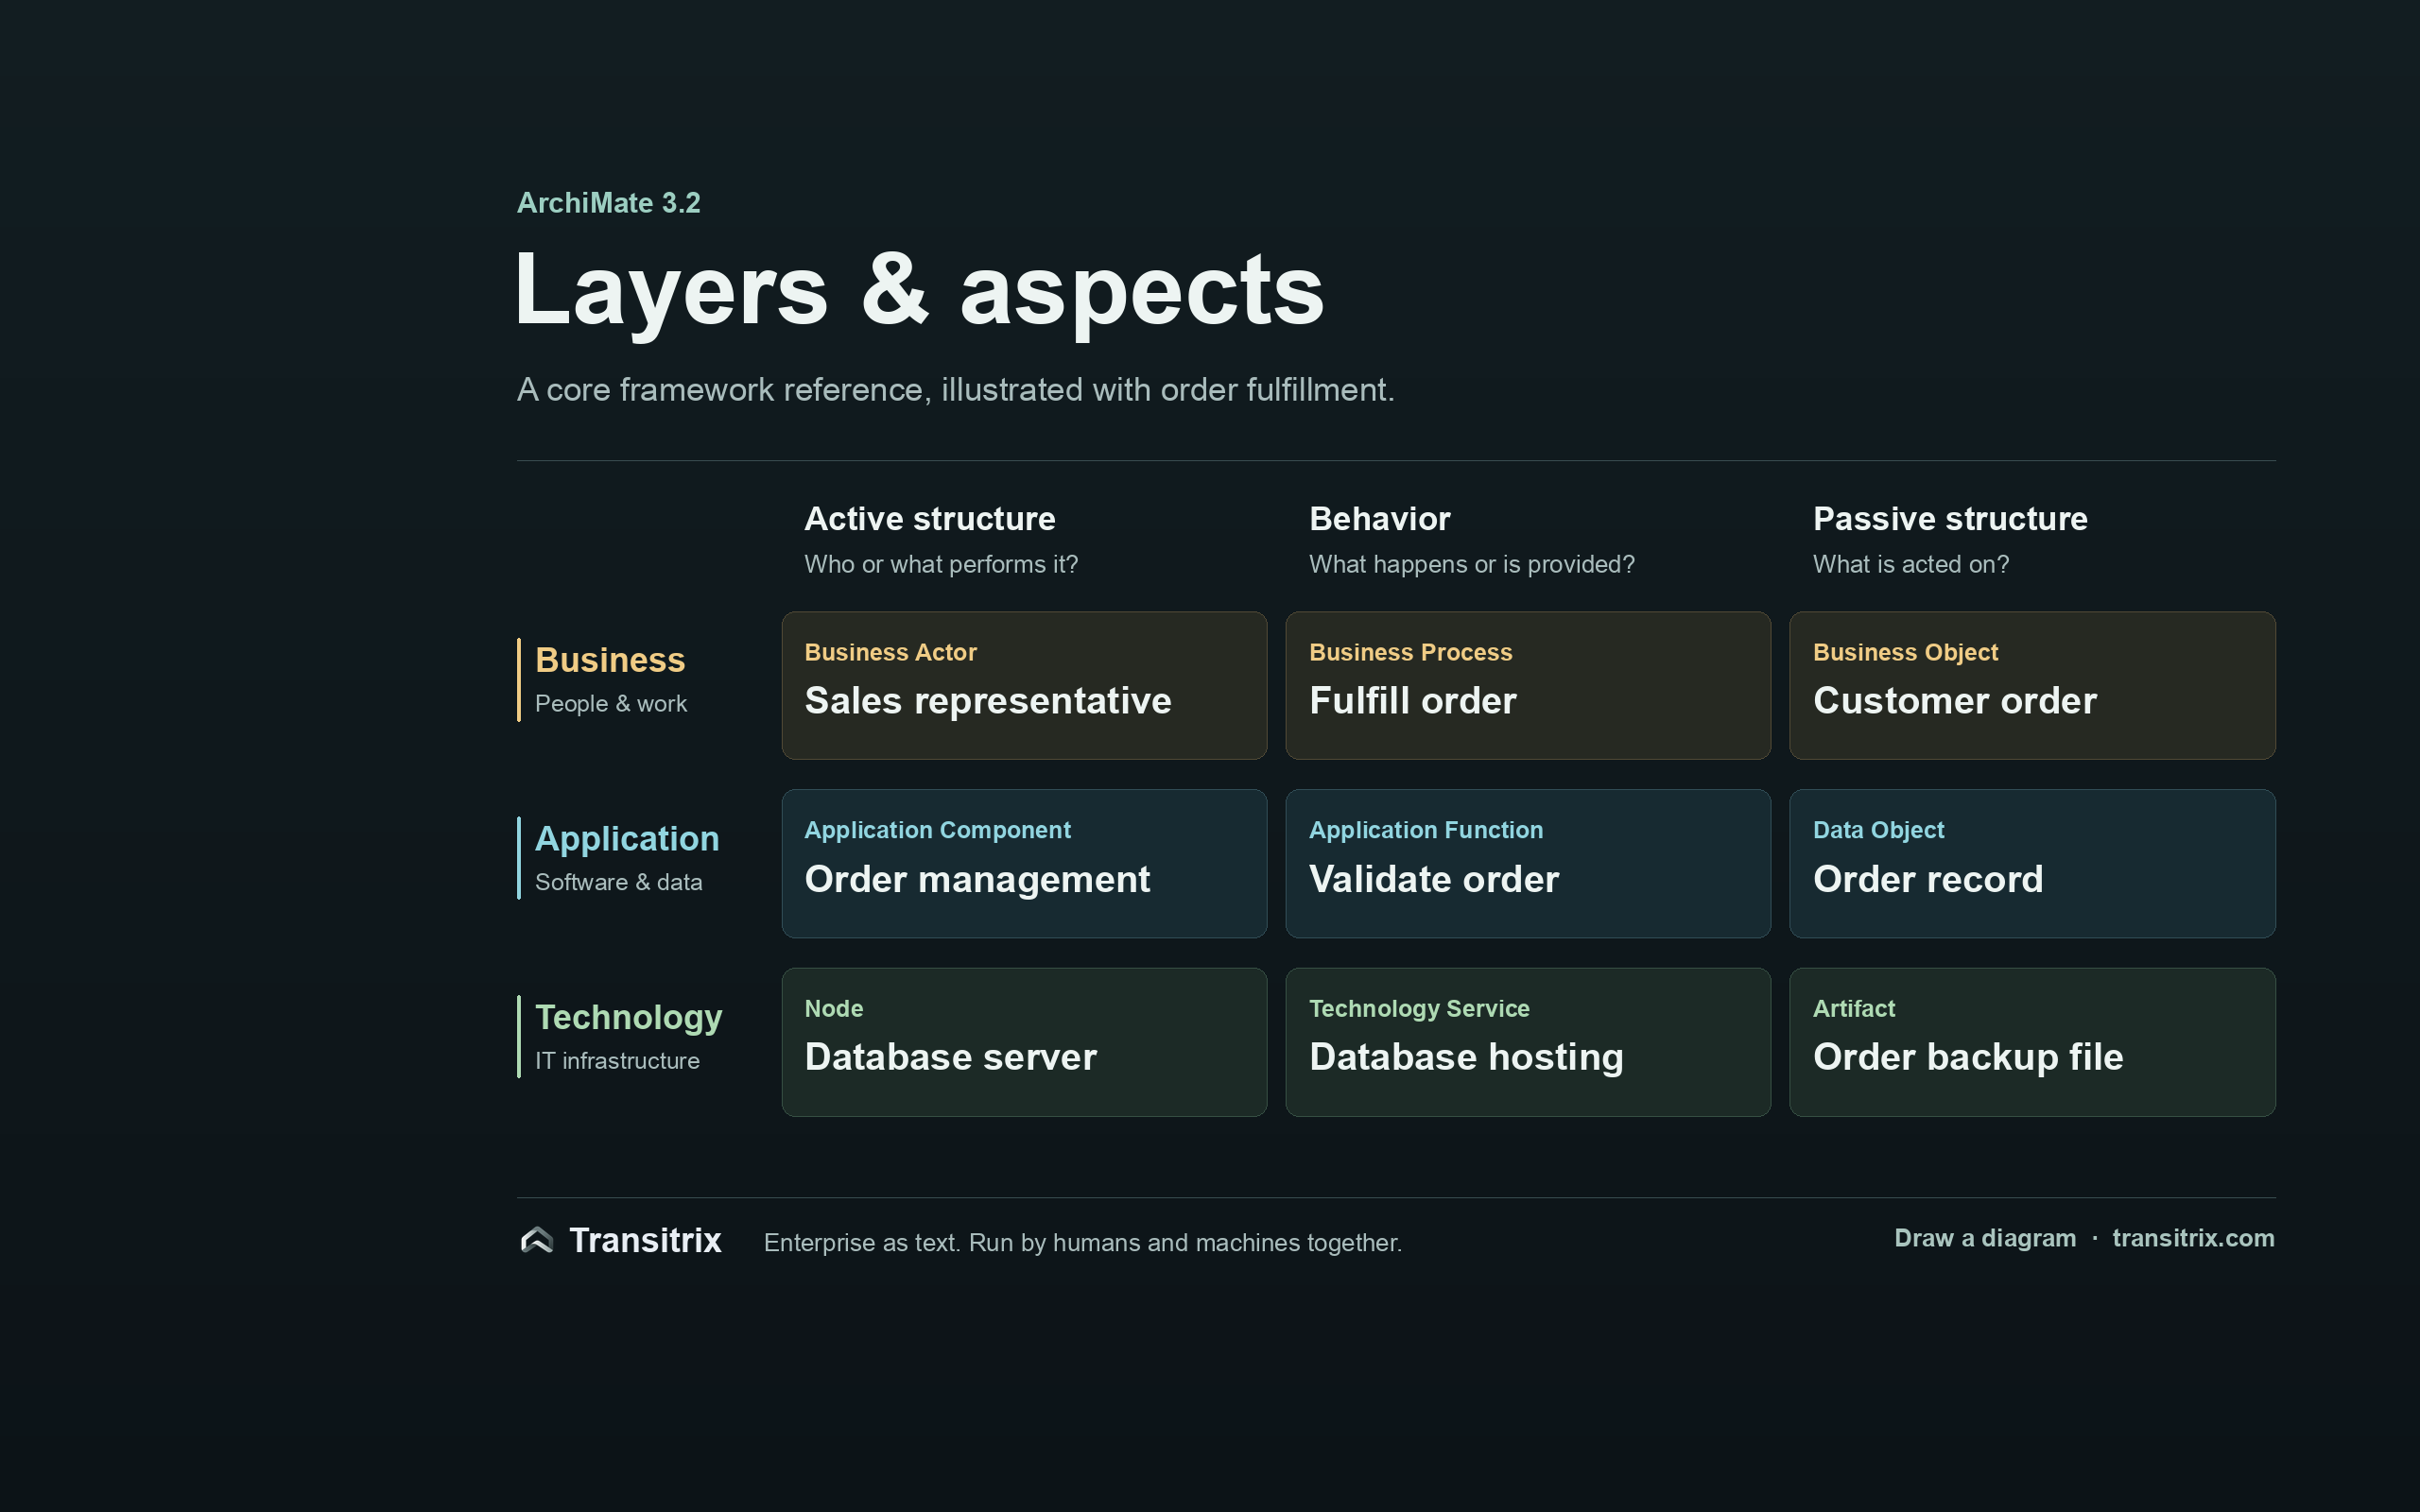 ArchiMate 3.2
Layers & aspects
A core framework reference, illustrated with order fulfillment.
Active structure
Who or what performs it?
Behavior
What happens or is provided?
Passive structure
What is acted on?
Business
People & work
Business Actor
Sales representative
Business Process
Fulfill order
Business Object
Customer order
Application
Software & data
Application Component
Order management
Application Function
Validate order
Data Object
Order record
Technology
IT infrastructure
Node
Database server
Technology Service
Database hosting
Artifact
Order backup file
Transitrix
Enterprise as text. Run by humans and machines together.
Draw a diagram · transitrix.com